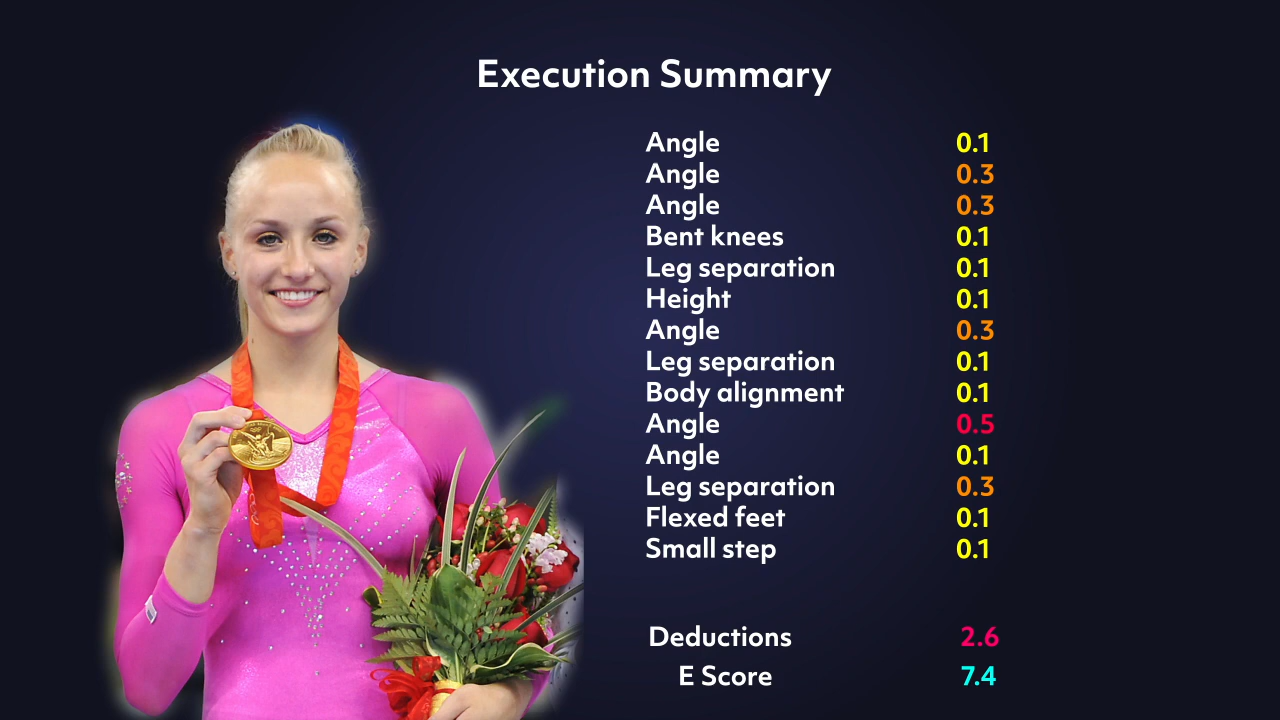 Execution Summary
Angle 0.1
Angle 0.3
Angle 0.3
Bent knees 0.1
Leg separation 0.1
Height 0.1
Angle 0.3
Leg separation 0.1
Body alignment 0.1
Angle 0.5
Angle 0.1
Leg separation 0.3
Flexed feet 0.1
Small step 0.1
Deductions 2.6
E Score 7.4